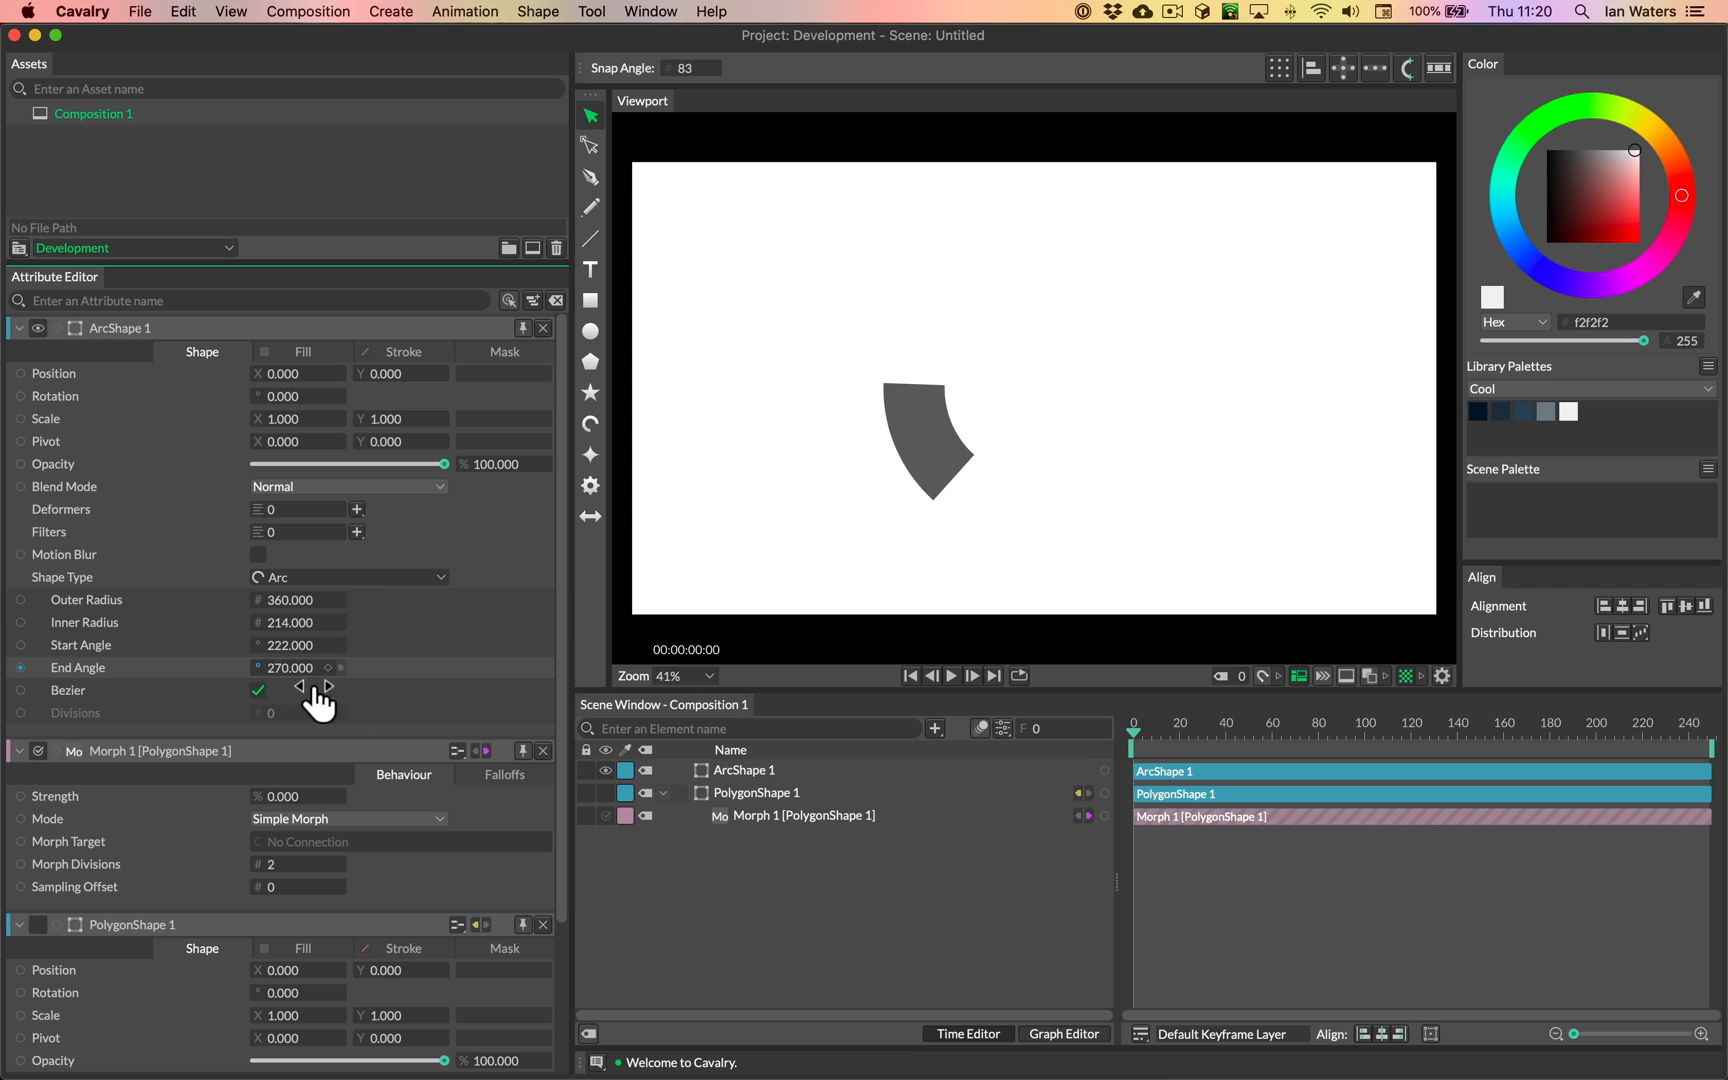 Cavalry File Edit View Composition Create Animation Shape Tool Window Help 100% Thu 11:20 Ian Waters
Project: Development - Scene: Untitled
Assets
Enter an Asset name
Composition 1
No File Path
Development
Attribute Editor
Enter an Attribute name
ArcShape 1
Shape Fill Stroke Mask
Position X 0.000 Y 0.000
Rotation ° 0.000
Scale X 1.000 Y 1.000
Pivot X 0.000 Y 0.000
Opacity % 100.000
Blend Mode Normal
Deformers 0
Filters 0
Motion Blur
Shape Type Arc
Outer Radius # 360.000
Inner Radius # 214.000
Start Angle ° 222.000
End Angle ° 270.000
Bezier
Divisions # 0
Mo Morph 1 [PolygonShape 1]
Behaviour Falloffs
Strength % 0.000
Mode Simple Morph
Morph Target No Connection
Morph Divisions # 2
Sampling Offset # 0
PolygonShape 1
Shape Fill Stroke Mask
Position X 0.000 Y 0.000
Rotation ° 0.000
Scale X 1.000 Y 1.000
Pivot X 0.000 Y 0.000
Opacity % 100.000
Snap Angle: # 83
Viewport
00:00:00:00
Zoom 41%
0
Scene Window - Composition 1
Enter an Element name
F 0
Name
ArcShape 1
PolygonShape 1
Mo Morph 1 [PolygonShape 1]
0 20 40 60 80 100 120 140 160 180 200 220 240
ArcShape 1
PolygonShape 1
Morph 1 [PolygonShape 1]
Time Editor Graph Editor
Default Keyframe Layer Align:
Welcome to Cavalry.
Color
Hex # f2f2f2
A 255
Library Palettes
Cool
Scene Palette
Align
Alignment
Distribution